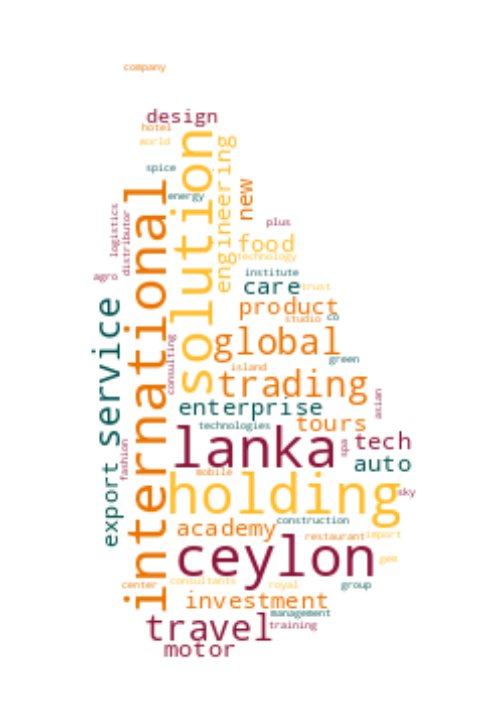 company
design
hotel
world
solution
engineering
spice
international
energy
new
logistics
distributor
plus
food
technology
institute
agro
care
trust
product
service
studio
co
global
consulting
green
island
trading
asian
enterprise
tours
technologies
lanka
tech
spa
fashion
auto
export
mobile
holding
sky
construction
academy
restaurant
import
ceylon
gem
center
consultants
royal
group
investment
management
travel
training
motor